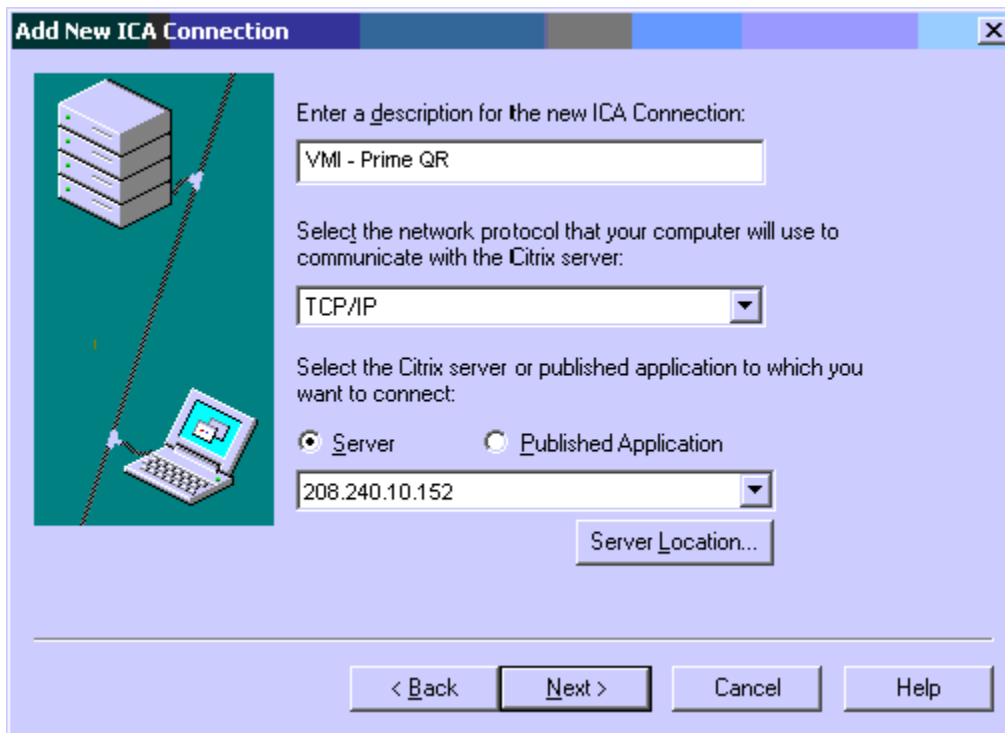 Add New ICA Connection
Enter a description for the new ICA Connection:
VMI - Prime QR
Select the network protocol that your computer will use to
communicate with the Citrix server:
TCP/IP
Select the Citrix server or published application to which you
want to connect:
Server Published Application
208.240.10.152
Server Location...
< Back Next > Cancel Help